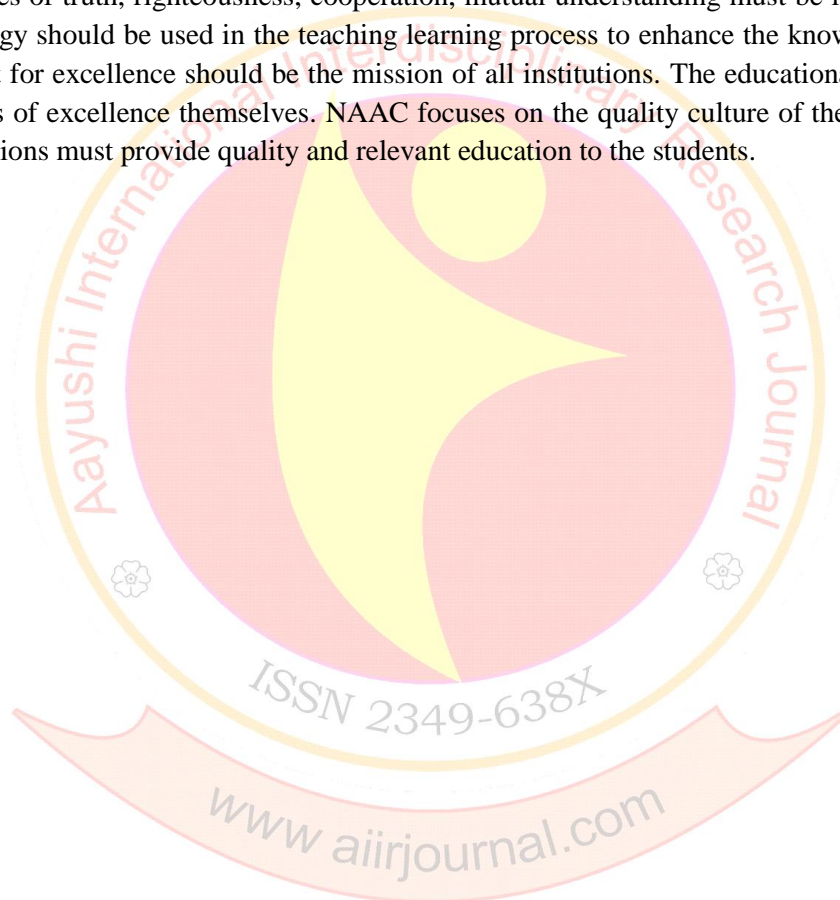 es of truth, righteousness, cooperation, mutual understanding must be
gy should be used in the teaching learning process to enhance the know
for excellence should be the mission of all institutions. The educationa
s of excellence themselves. NAAC focuses on the quality culture of the
tions must provide quality and relevant education to the students.
Aayushi International Interdisciplinary Research Journal
ISSN 2349-638X
www aiirjournal.com